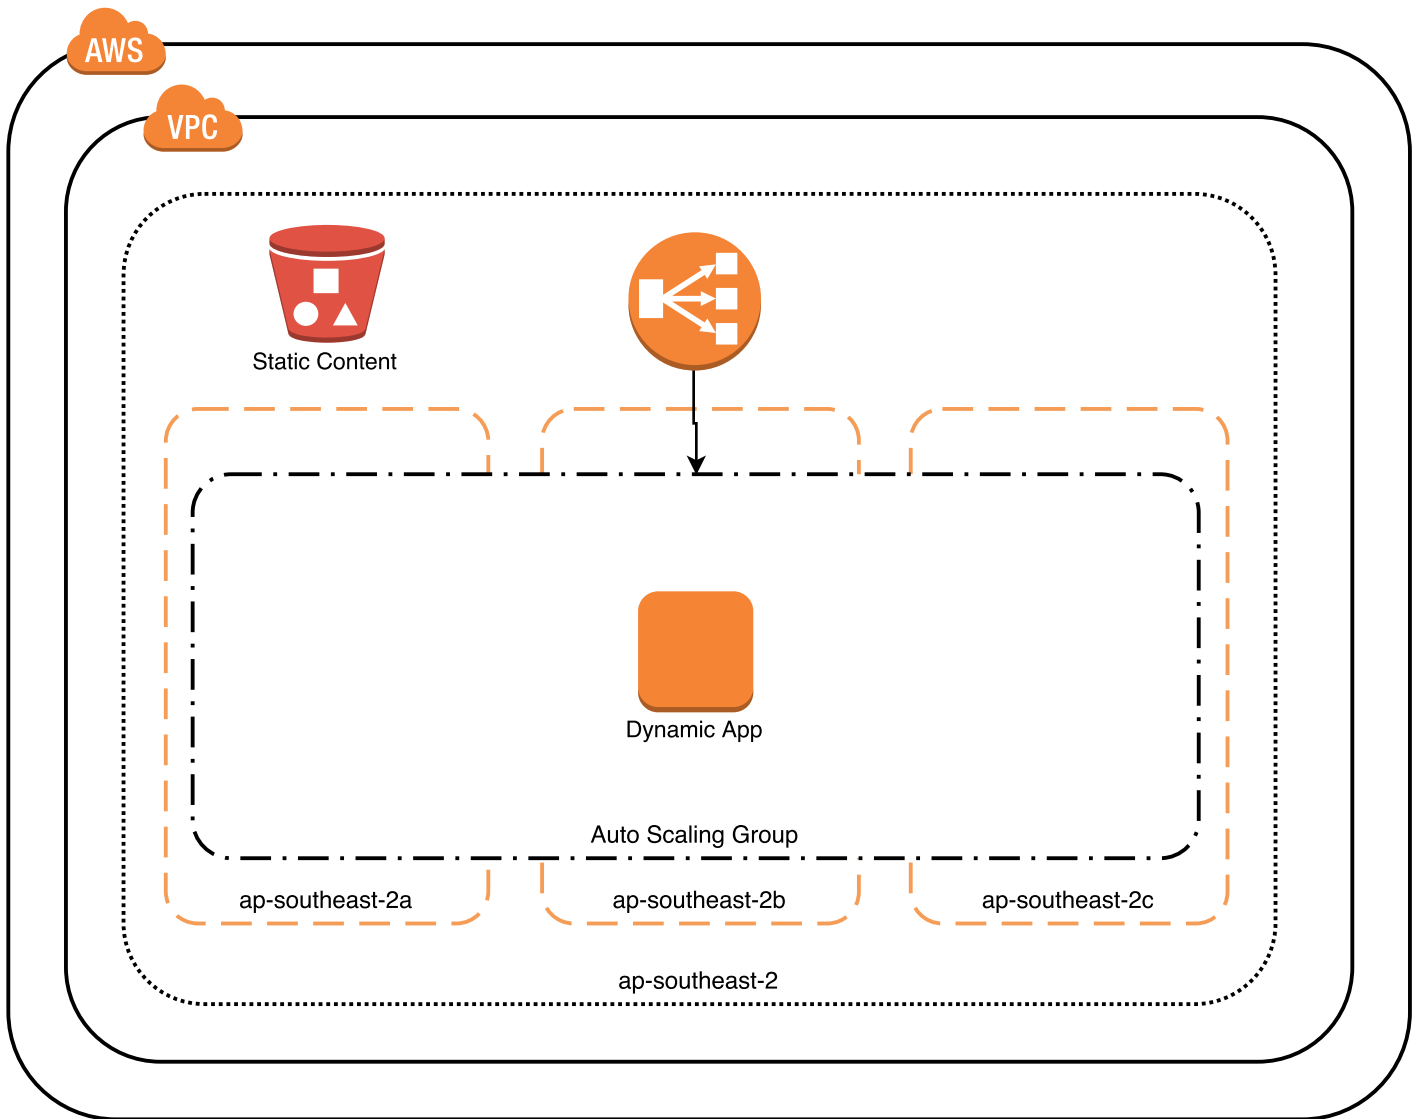 AWS
VPC
Static Content
Dynamic App
Auto Scaling Group
ap-southeast-2a
ap-southeast-2b
ap-southeast-2c
ap-southeast-2